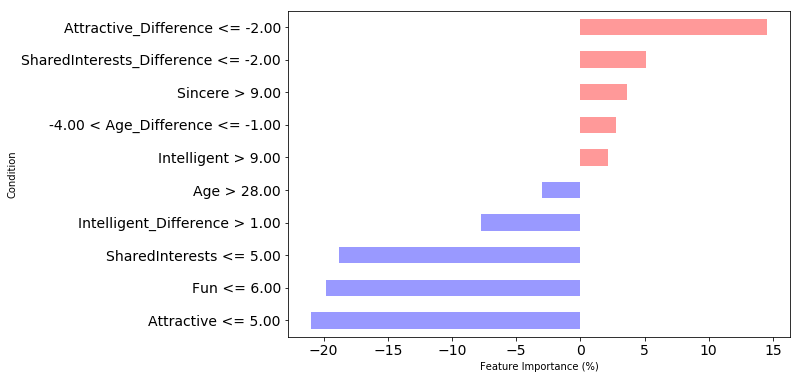 Attractive_Difference <= -2.00
SharedInterests_Difference <= -2.00
Sincere > 9.00
-4.00 < Age_Difference <= -1.00
Intelligent > 9.00
Age > 28.00
Intelligent_Difference > 1.00
SharedInterests <= 5.00
Fun <= 6.00
Attractive <= 5.00
Condition
−20 −15 −10 −5 0 5 10 15
Feature Importance (%)